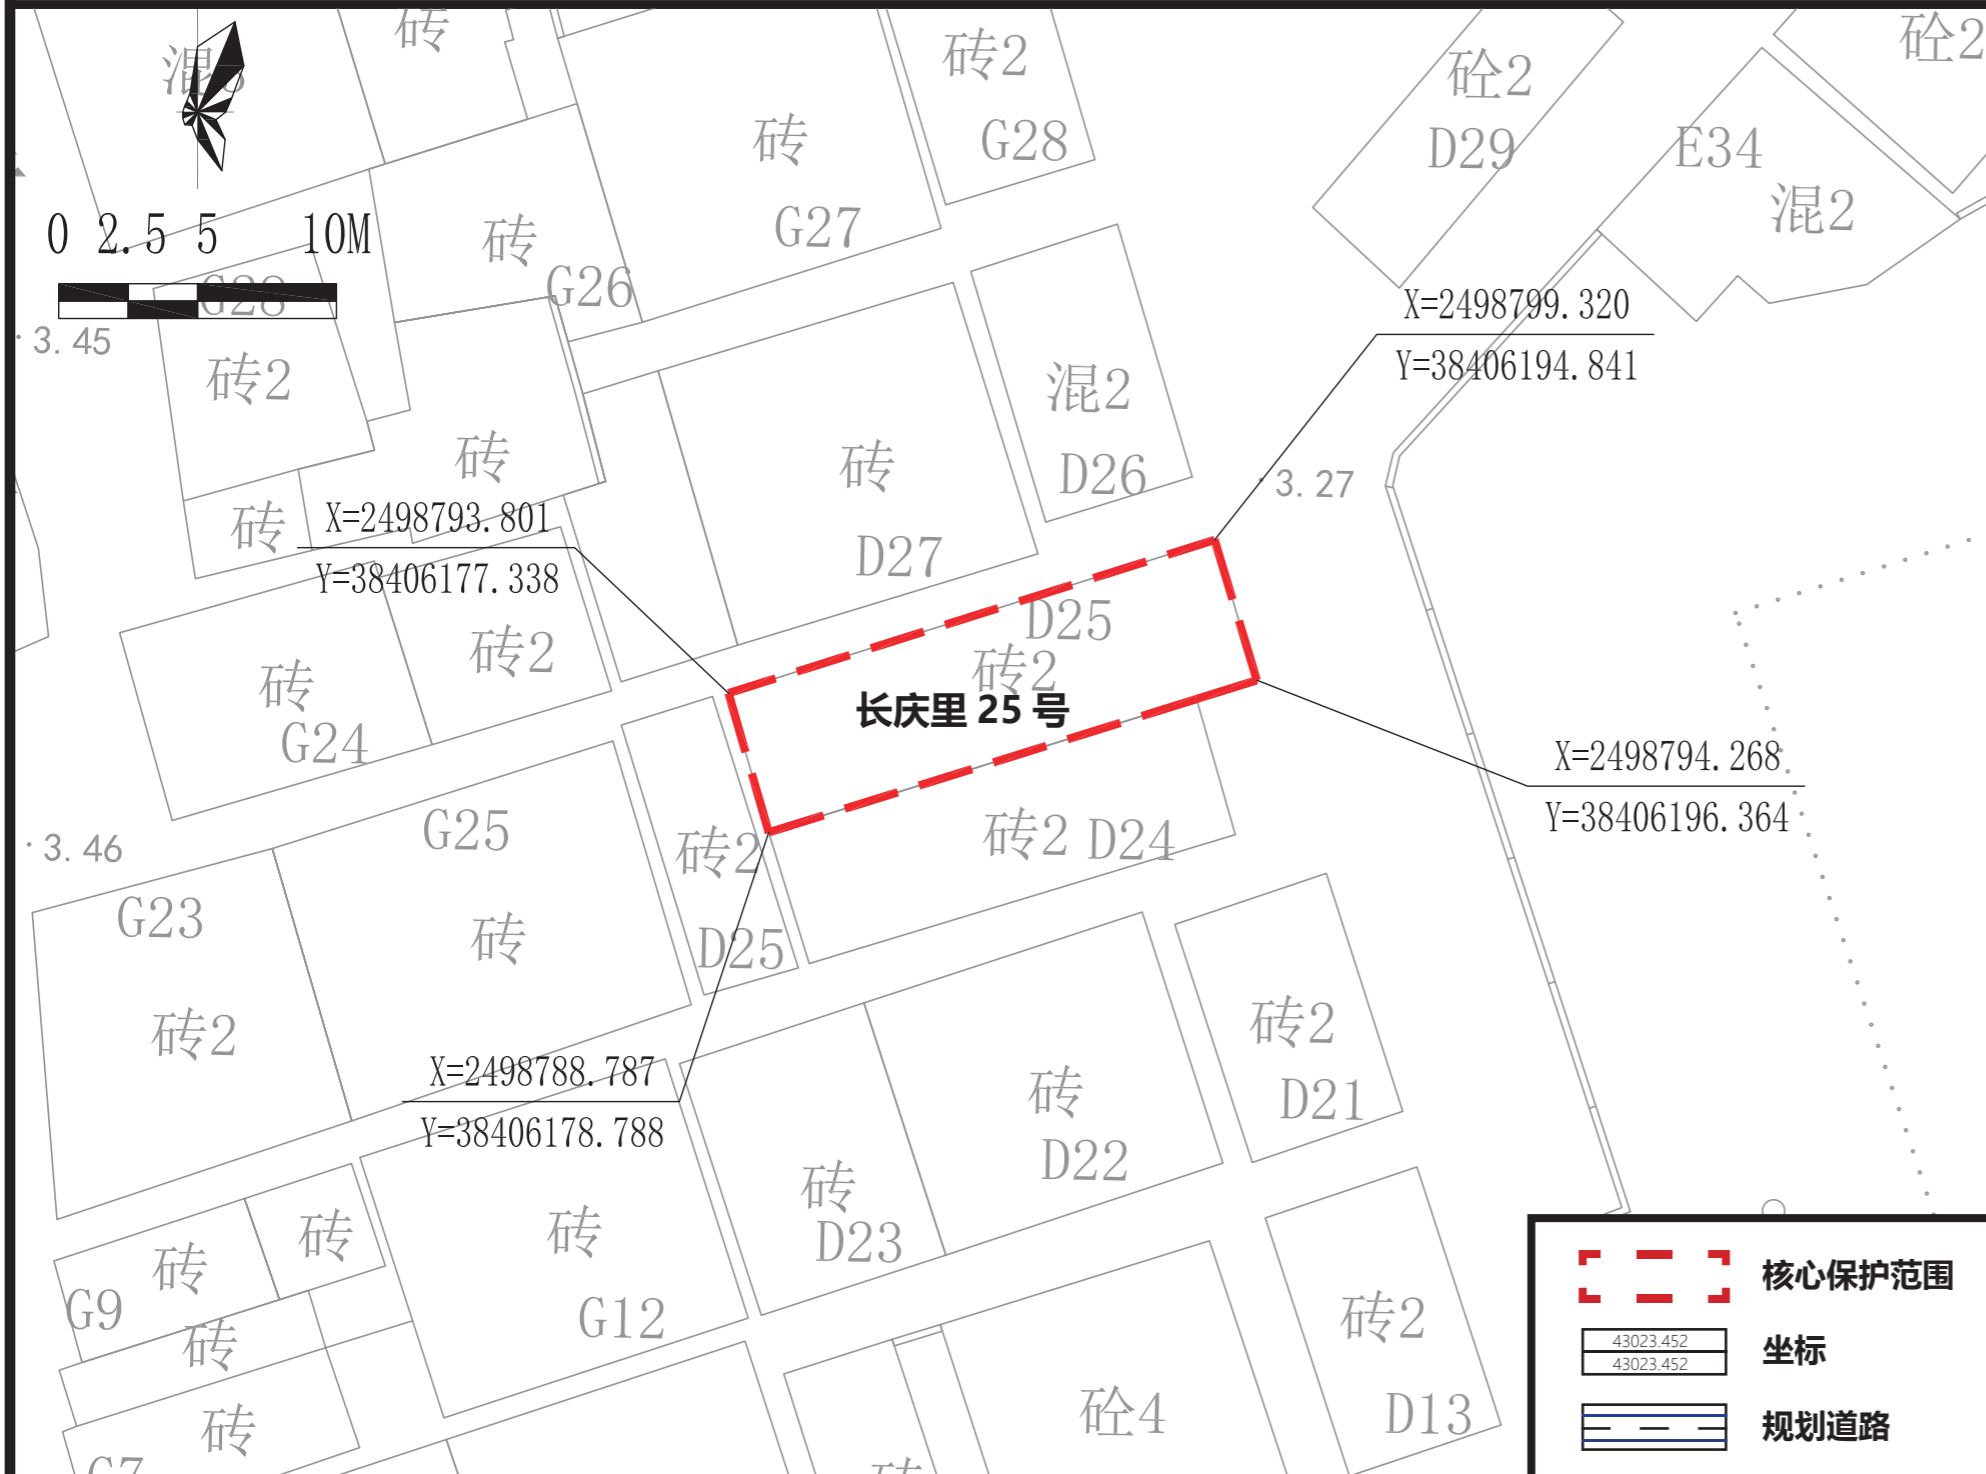 砖
混3
砖2
G28
砼2
D29
砼2
E34
混2
砖
G27
0 2.5 5 10M
砖
G26
G28
3.45
砖2
砖
砖
X=2498799.320
Y=38406194.841
混2
D26
3.27
砖
D27
X=2498793.801
Y=38406177.338
砖2
砖
G24
D25
砖2
长庆里 25 号
X=2498794.268
Y=38406196.364
3.46
G25
砖2
D25
砖2 D24
G23
砖
砖2
砖2
D21
X=2498788.787
Y=38406178.788
砖
D22
砖
D23
砖
G12
砖
砖
G9
砖
砖
砖2
D13
砼4
核心保护范围
43023.452
43023.452
坐标
规划道路